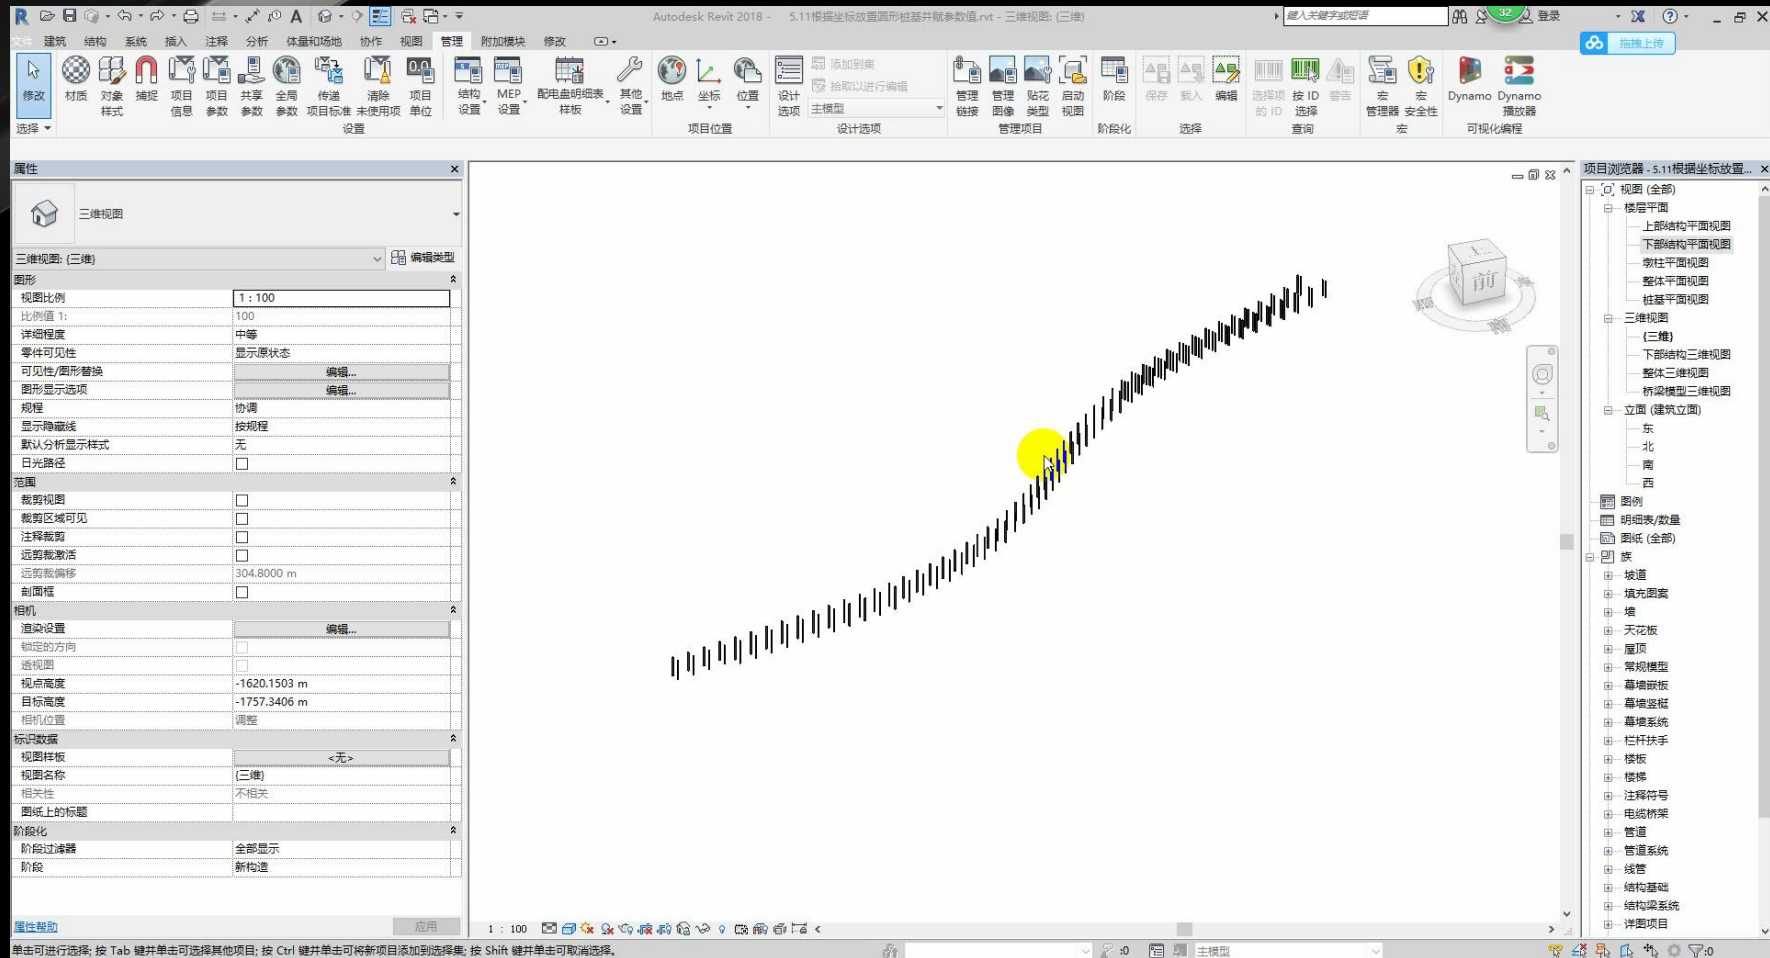 Autodesk Revit 2018 - 5.11根据坐标放置圆形桩基并赋参数值.rvt - 三维视图: {三维}
键入关键字或短语
32
登录
文件 建筑 结构 系统 插入 注释 分析 体量和场地 协作 视图 管理 附加模块 修改
拖拽上传
修改
材质
对象样式
捕捉
项目信息
项目参数
共享参数
全局参数
传递项目标准
清除未使用项
项目单位
结构设置
MEP设置
配电盘明细表样板
其他设置
地点
坐标
位置
设计选项
添加到集
拾取以进行编辑
主模型
管理链接
管理图像
贴花类型
启动视图
阶段
保存
载入
编辑
选择项的 ID
按 ID 选择
警告
宏管理器
宏安全性
Dynamo
Dynamo 播放器
选择 设置 项目位置 设计选项 管理项目 阶段化 选择 查询 宏 可视化编程
属性
三维视图
三维视图: {三维} 编辑类型
图形
视图比例 1 : 100
比例值 1: 100
详细程度 中等
零件可见性 显示原状态
可见性/图形替换 编辑...
图形显示选项 编辑...
规程 协调
显示隐藏线 按规程
默认分析显示样式 无
日光路径
范围
裁剪视图
裁剪区域可见
注释裁剪
远剪裁激活
远剪裁偏移 304.8000 m
剖面框
相机
渲染设置 编辑...
锁定的方向
透视图
视点高度 -1620.1503 m
目标高度 -1757.3406 m
相机位置 调整
标识数据
视图样板 <无>
视图名称 {三维}
相关性 不相关
图纸上的标题
阶段化
阶段过滤器 全部显示
阶段 新构造
属性帮助 应用
上
前
1 : 100
项目浏览器 - 5.11根据坐标放置...
视图 (全部)
楼层平面
上部结构平面视图
下部结构平面视图
墩柱平面视图
整体平面视图
桩基平面视图
三维视图
{三维}
下部结构三维视图
整体三维视图
桥梁模型三维视图
立面 (建筑立面)
东
北
南
西
图例
明细表/数量
图纸 (全部)
族
坡道
填充图案
墙
天花板
屋顶
常规模型
幕墙嵌板
幕墙竖梃
幕墙系统
栏杆扶手
楼板
楼梯
注释符号
电缆桥架
管道
管道系统
线管
结构基础
结构梁系统
详图项目
单击可进行选择; 按 Tab 键并单击可选择其他项目; 按 Ctrl 键并单击可将新项目添加到选择集; 按 Shift 键并单击可取消选择。
:0
主模型
:0